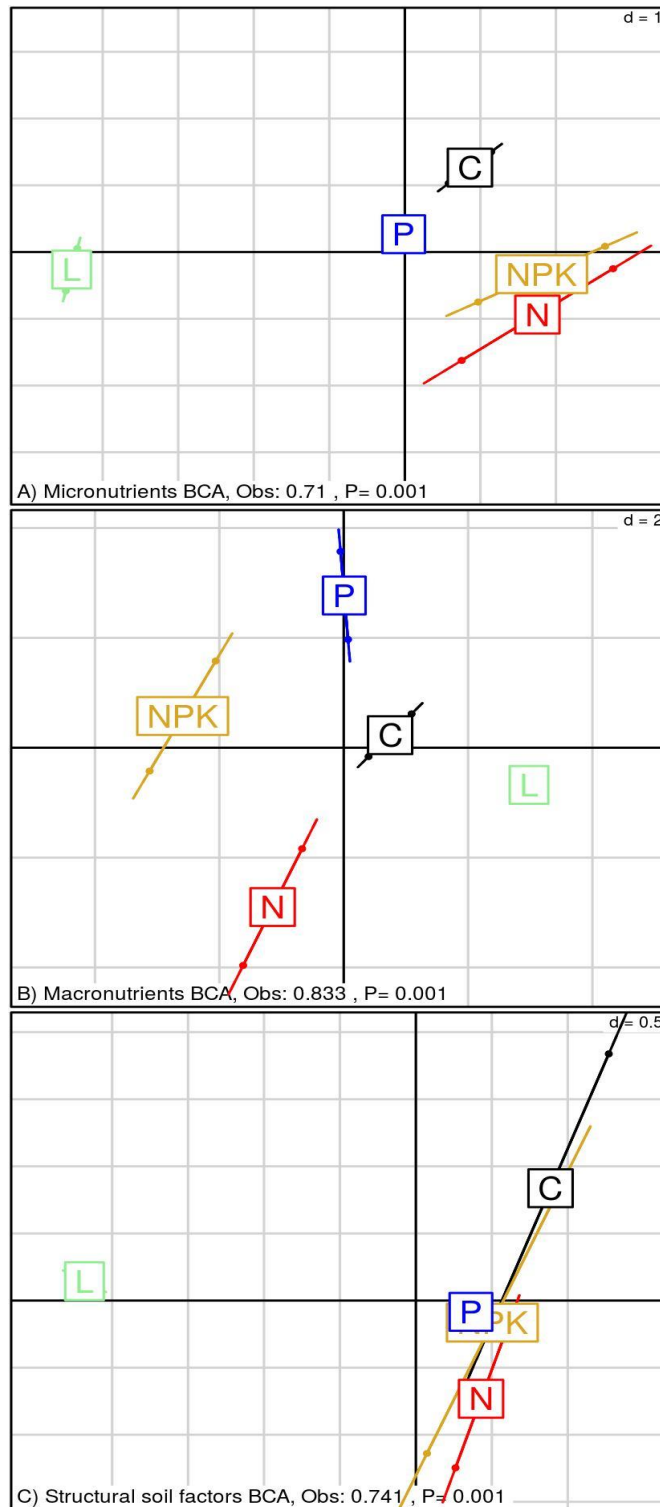 d = 1
C
P
L
NPK
N
A) Micronutrients BCA, Obs: 0.71 , P= 0.001
d = 2
P
NPK
C
L
N
B) Macronutrients BCA, Obs: 0.833 , P= 0.001
d = 0.5
C
L
P
NPK
N
C) Structural soil factors BCA, Obs: 0.741 , P= 0.001